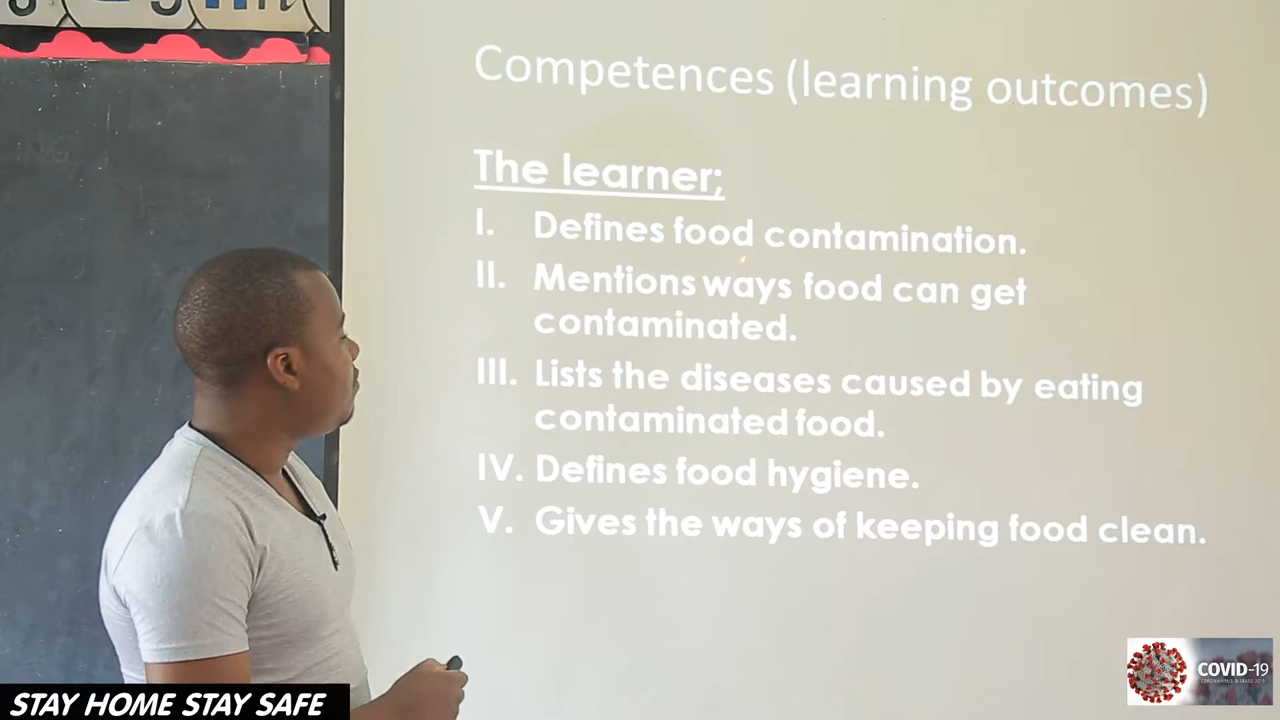 Competences (learning outcomes)
The learner;
I. Defines food contamination.
II. Mentions ways food can get
contaminated.
III. Lists the diseases caused by eating
contaminated food.
IV. Defines food hygiene.
V. Gives the ways of keeping food clean.
COVID-19
STAY HOME STAY SAFE